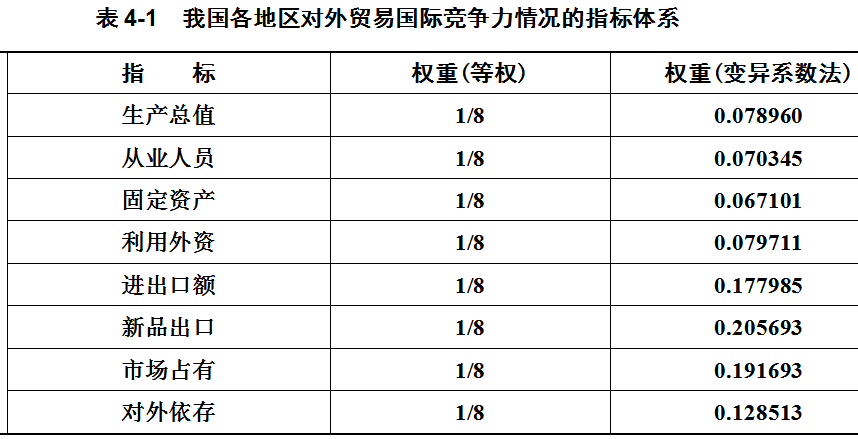 表 4-1 我国各地区对外贸易国际竞争力情况的指标体系
指 标 权重(等权) 权重(变异系数法)
生产总值 1/8 0.078960
从业人员 1/8 0.070345
固定资产 1/8 0.067101
利用外资 1/8 0.079711
进出口额 1/8 0.177985
新品出口 1/8 0.205693
市场占有 1/8 0.191693
对外依存 1/8 0.128513